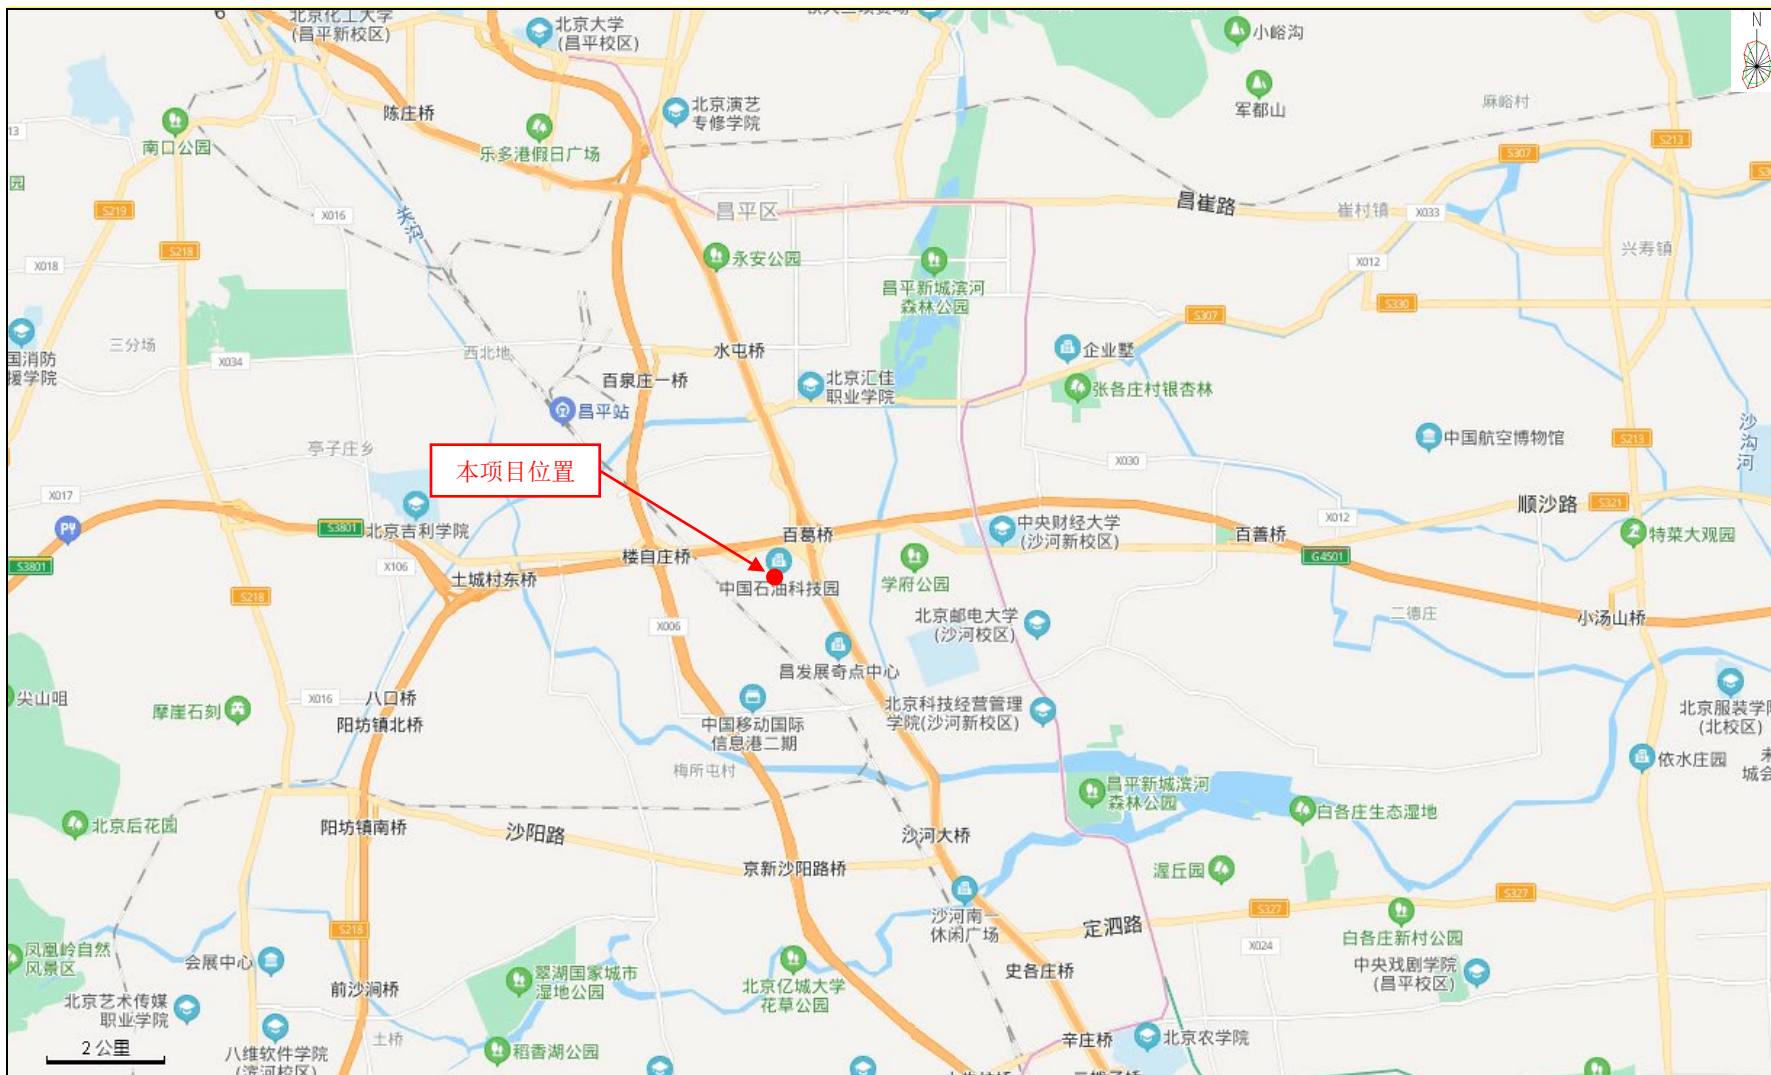 北京化工大学
(昌平新校区)
北京大学
(昌平校区)
小峪沟
N
军都山
麻峪村
陈庄桥
北京演艺
专修学院
13
南口公园
乐多港假日广场
S307
S213
园
S219
X016
关沟
昌平区
昌崔路
崔村镇
X033
S218
X018
永安公园
X012
兴寿镇
昌平新城滨河
森林公园
S330
S307
国消防
援学院
三分场
X034
西北地
水屯桥
企业墅
百泉庄一桥
北京汇佳
职业学院
张各庄村银杏林
昌平站
沙沟河
中国航空博物馆
S213
亭子庄乡
本项目位置
X030
X017
顺沙路
S321
X012
S3801
北京吉利学院
百葛桥
中央财经大学
(沙河新校区)
百善桥
特菜大观园
S3801
X106
土城村东桥
楼自庄桥
G4501
S218
中国石油科技园
学府公园
X006
北京邮电大学
(沙河校区)
二德庄
小汤山桥
昌发展奇点中心
尖山咀
X016
八口桥
摩崖石刻
阳坊镇北桥
中国移动国际
信息港二期
北京科技经营管理
学院(沙河新校区)
北京服装学院
(北校区)
梅所屯村
依水庄园
城会
昌平新城滨河
森林公园
北京后花园
阳坊镇南桥
沙阳路
沙河大桥
白各庄生态湿地
京新沙阳路桥
渥丘园
沙河南一
休闲广场
S327
S327
定泗路
S218
X024
白各庄新村公园
凤凰岭自然
风景区
会展中心
翠湖国家城市
湿地公园
北京亿城大学
花草公园
史各庄桥
中央戏剧学院
(昌平校区)
前沙涧桥
北京艺术传媒
职业学院
土桥
辛庄桥
北京农学院
2 公里
八维软件学院
(滨河校区)
稻香湖公园